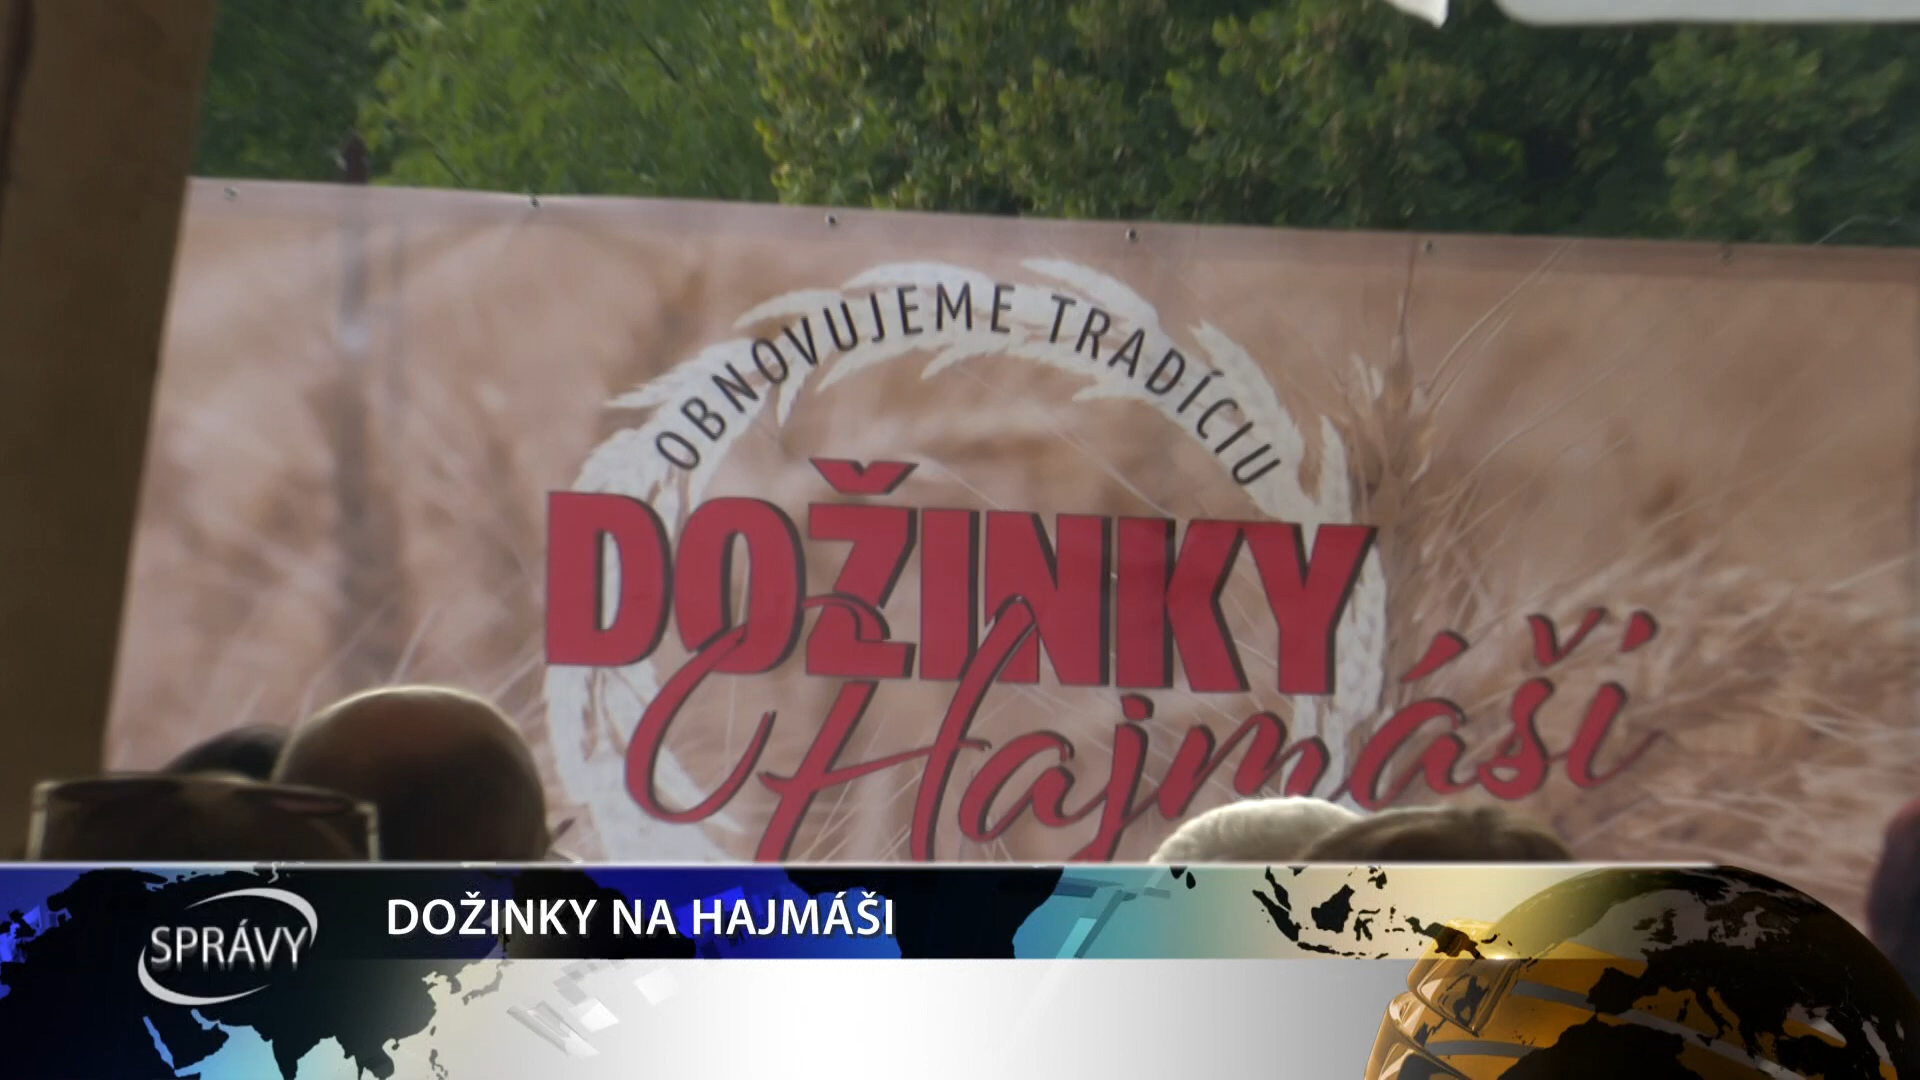 OBNOVUJEME TRADÍCIU
DOŽINKY
Hajmáši
SPRÁVY
DOŽINKY NA HAJMÁŠI